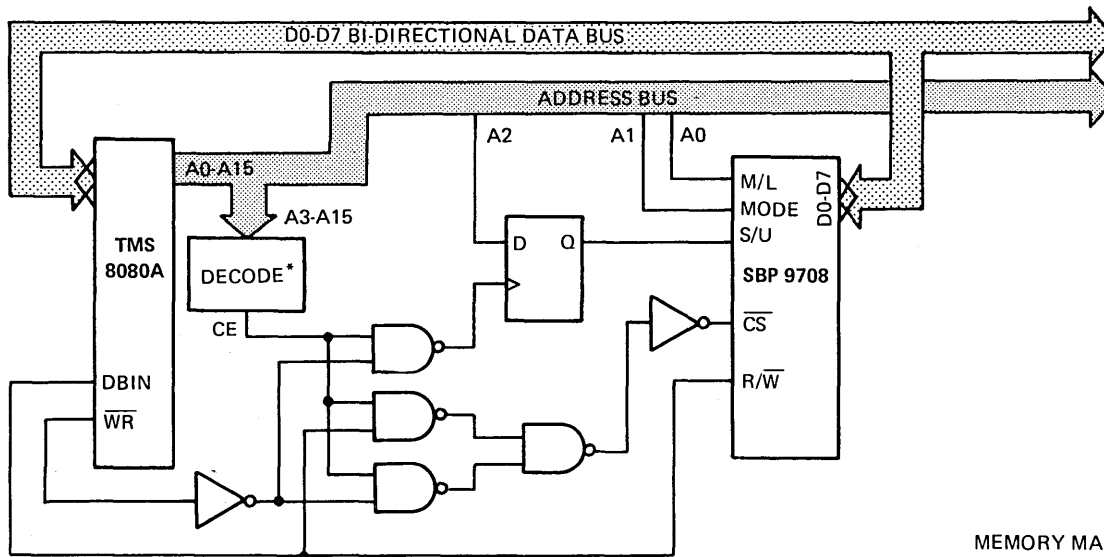 D0-D7 BI-DIRECTIONAL DATA BUS
ADDRESS BUS
A2
A1
A0
A0-A15
A3-A15
TMS
8080A
DECODE*
CE
DBIN
WR
D
Q
M/L
MODE
S/U
D0-D7
SBP 9708
CS
R/W
MEMORY MA